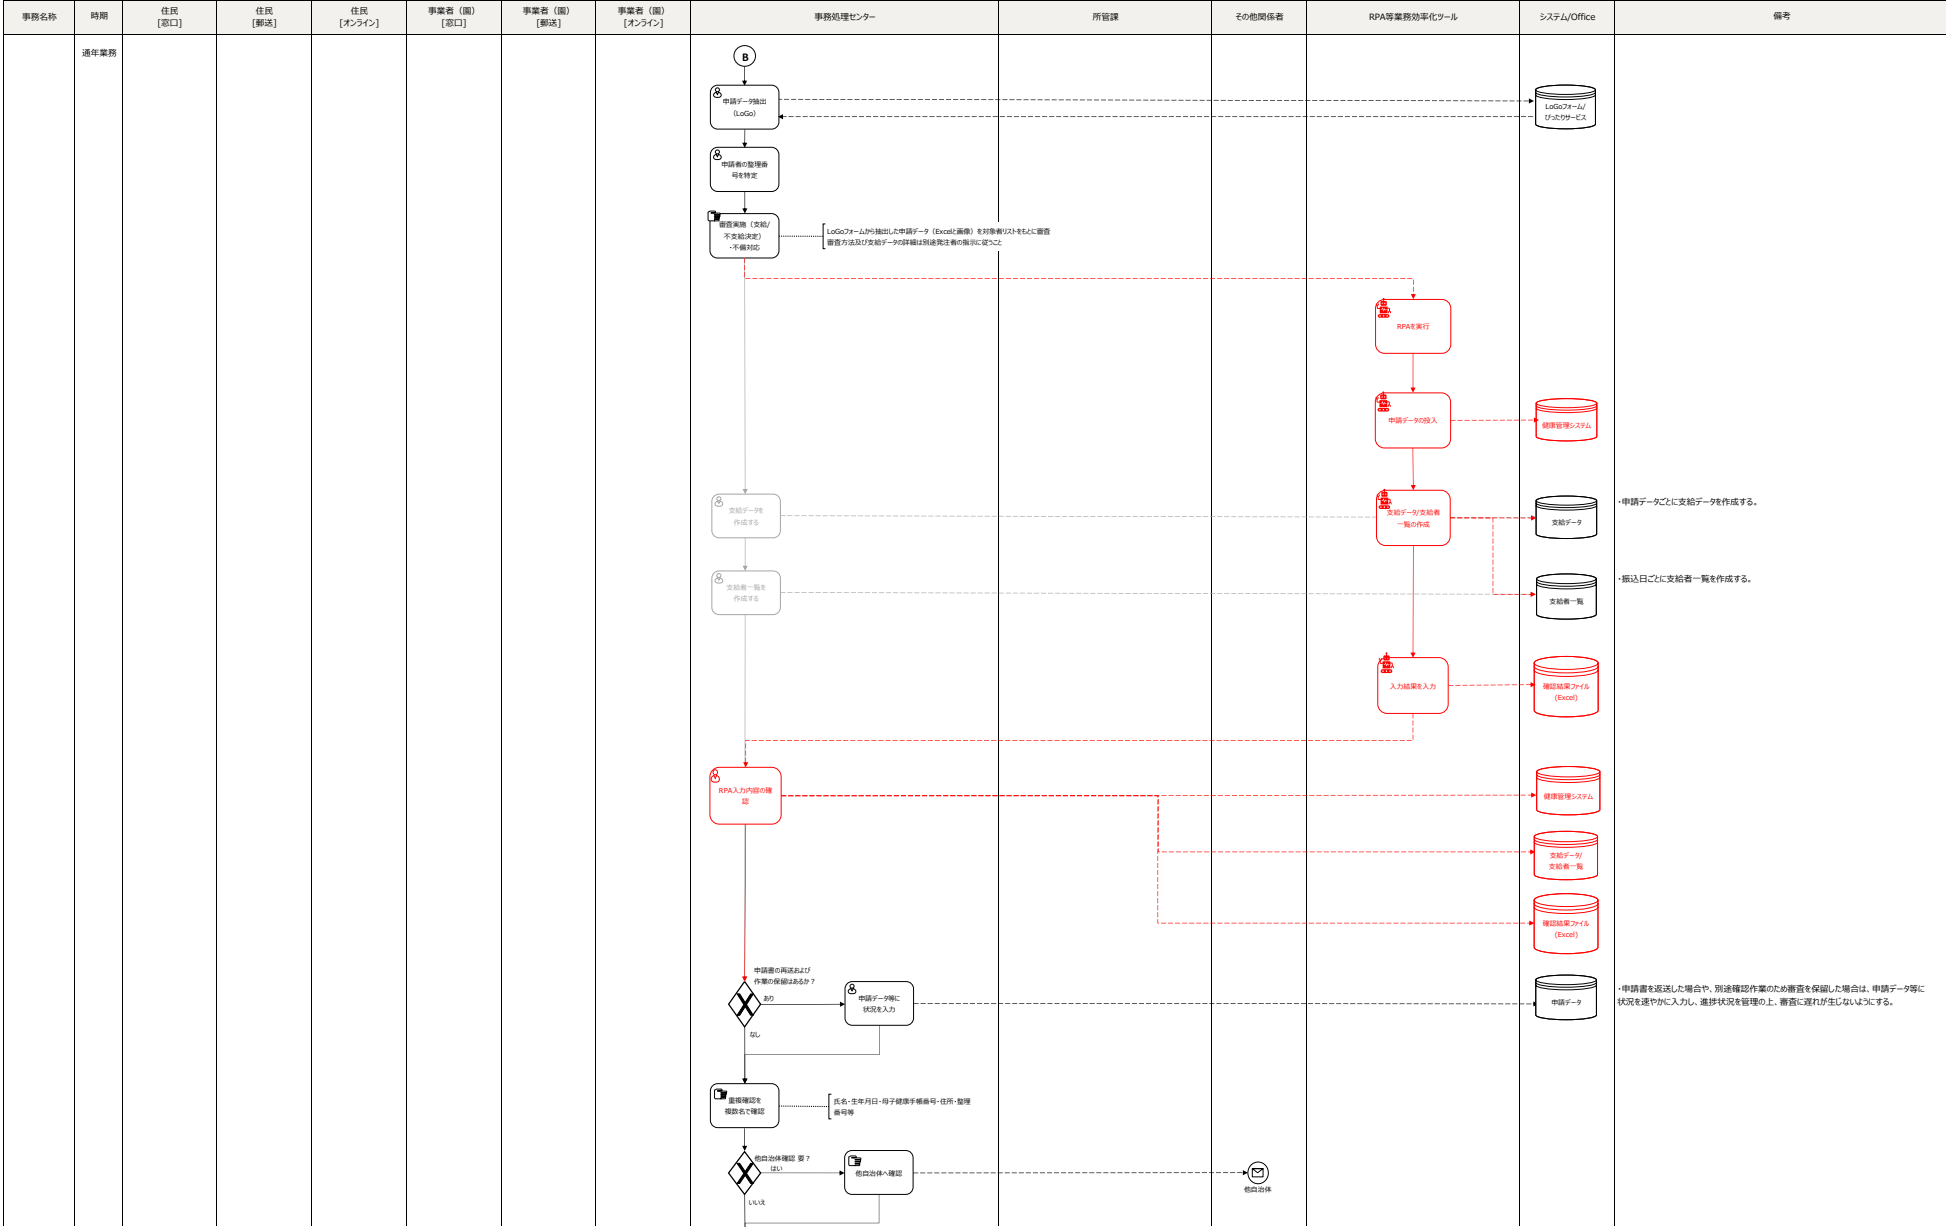 事務名称
時期
住民
[窓口]
住民
[郵送]
住民
[オンライン]
事業者（園）
[窓口]
事業者（園）
[郵送]
事業者（園）
[オンライン]
事務処理センター
所管課
その他関係者
RPA等業務効率化ツール
システム/Office
備考
通年業務
B
申請データ抽出
（LoGo）
LoGoフォーム/
ぴったりサービス
申請者の整理番
号を特定
審査実施（支給/
不支給決定）
・不備対応
LoGoフォームから抽出した申請データ（Excelと画像）を対象者リストをもとに審査
審査方法及び支給データの詳細は別途発注者の指示に従うこと
RPAを実行
申請データの投入
健康管理システム
支給データを
作成する
支給データ/支給者
一覧の作成
支給データ
・申請データごとに支給データを作成する。
支給者一覧を
作成する
支給者一覧
・振込日ごとに支給者一覧を作成する。
入力結果を入力
確認結果ファイル
(Excel)
RPA入力内容の確
認
健康管理システム
支給データ/
支給者一覧
確認結果ファイル
(Excel)
申請書の再送および
作業の保留はあるか？
あり
申請データ等に
状況を入力
申請データ
・申請書を返送した場合や、別途確認作業のため審査を保留した場合は、申請データ等に
状況を速やかに入力し、進捗状況を管理の上、審査に遅れが生じないようにする。
なし
重複確認を
複数名で確認
氏名・生年月日・母子健康手帳番号・住所・整理
番号等
他自治体確認 要？
はい
他自治体へ確認
他自治体
いいえ